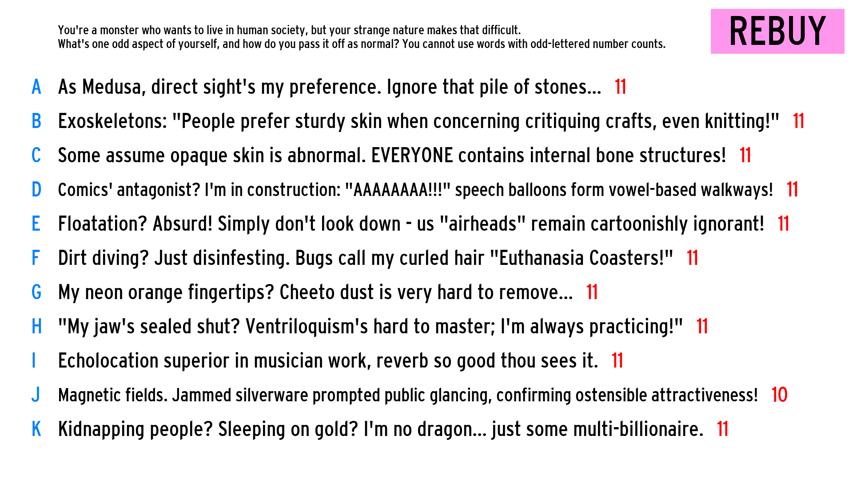 You're a monster who wants to live in human society, but your strange nature makes that difficult.
What's one odd aspect of yourself, and how do you pass it off as normal? You cannot use words with odd-lettered number counts.
REBUY
A As Medusa, direct sight's my preference. Ignore that pile of stones... 11
B Exoskeletons: "People prefer sturdy skin when concerning critiquing crafts, even knitting!" 11
C Some assume opaque skin is abnormal. EVERYONE contains internal bone structures! 11
D Comics' antagonist? I'm in construction: "AAAAAAAA!!!" speech balloons form vowel-based walkways! 11
E Floatation? Absurd! Simply don't look down - us "airheads" remain cartoonishly ignorant! 11
F Dirt diving? Just disinfesting. Bugs call my curled hair "Euthanasia Coasters!" 11
G My neon orange fingertips? Cheeto dust is very hard to remove... 11
H "My jaw's sealed shut? Ventriloquism's hard to master; I'm always practicing!" 11
I Echolocation superior in musician work, reverb so good thou sees it. 11
J Magnetic fields. Jammed silverware prompted public glancing, confirming ostensible attractiveness! 10
K Kidnapping people? Sleeping on gold? I'm no dragon... just some multi-billionaire. 11